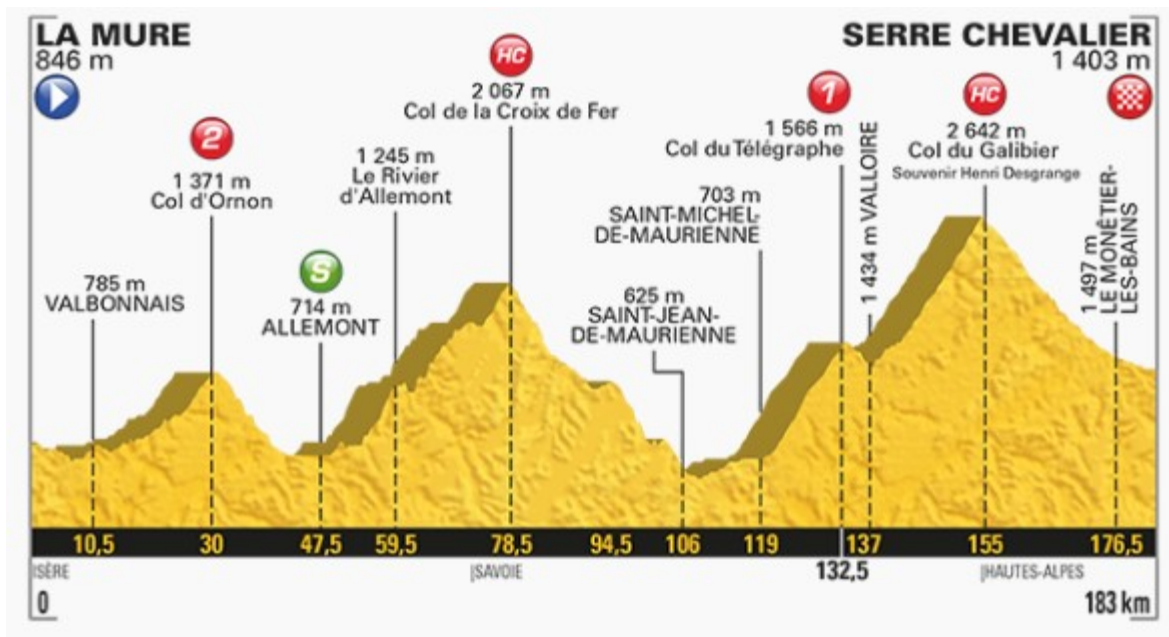 LA MURE
846 m
SERRE CHEVALIER
1 403 m
HC
2 067 m
Col de la Croix de Fer
2
1 371 m
Col d'Ornon
1 245 m
Le Rivier
d'Allemont
1
1 566 m
Col du Télégraphe
HC
2 642 m
Col du Galibier
Souvenir Henri Desgrange
785 m
VALBONNAIS
S
714 m
ALLEMONT
703 m
SAINT-MICHEL-
DE-MAURIENNE
625 m
SAINT-JEAN-
DE-MAURIENNE
1 434 m VALLOIRE
1 497 m
LE MONÊTIER-
LES-BAINS
10,5 30 47,5 59,5 78,5 94,5 106 119 137 155 176,5
ISÈRE SAVOIE 132,5 HAUTES-ALPES
0 183 km